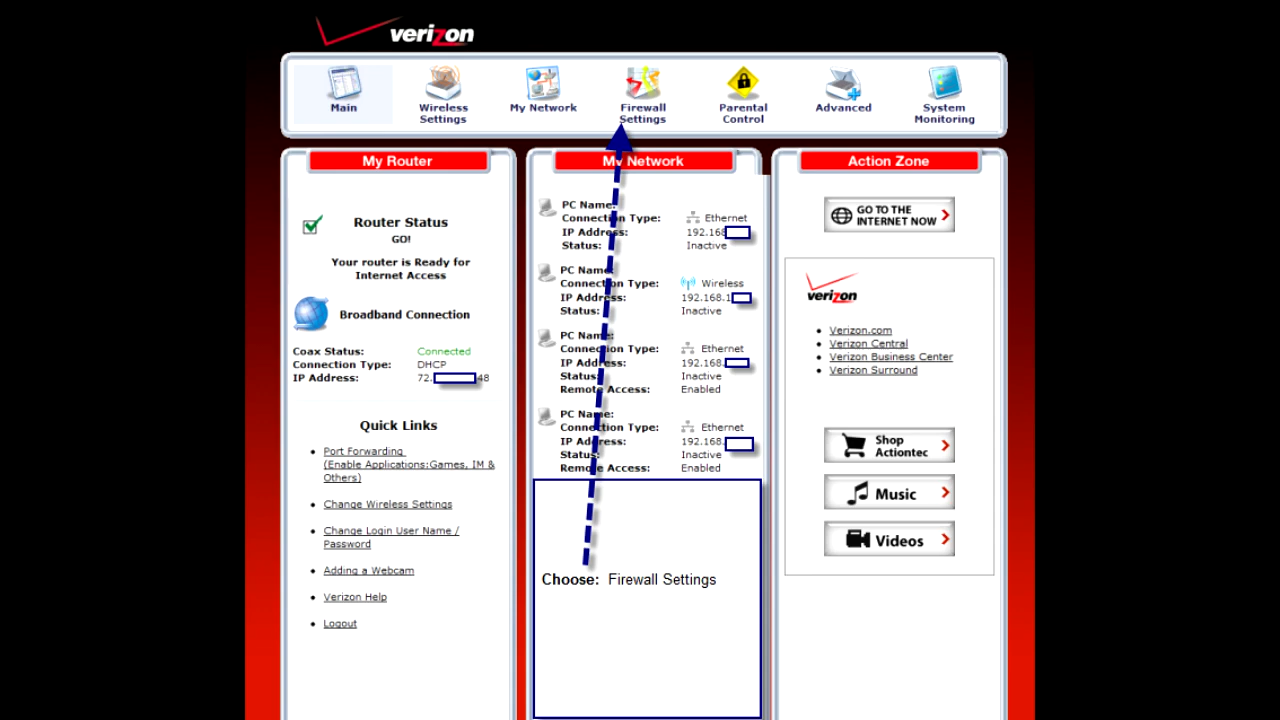 verizon
Main
Wireless
Settings
My Network
Firewall
Settings
Parental
Control
Advanced
System
Monitoring
My Router
Router Status
GO!
Your router is Ready for
Internet Access
Broadband Connection
Coax Status: Connected
Connection Type: DHCP
IP Address: 72. 48
Quick Links
Port Forwarding
(Enable Applications:Games, IM &
Others)
Change Wireless Settings
Change Login User Name /
Password
Adding a Webcam
Verizon Help
Logout
My Network
PC Name:
Connection Type: Ethernet
IP Address: 192.168
Status: Inactive
PC Name:
Connection Type: Wireless
IP Address: 192.168.1
Status: Inactive
PC Name:
Connection Type: Ethernet
IP Address: 192.168.
Status: Inactive
Remote Access: Enabled
PC Name:
Connection Type: Ethernet
IP Address: 192.168.
Status: Inactive
Remote Access: Enabled
Choose: Firewall Settings
Action Zone
GO TO THE
INTERNET NOW
verizon
Verizon.com
Verizon Central
Verizon Business Center
Verizon Surround
Shop
Actiontec
Music
Videos